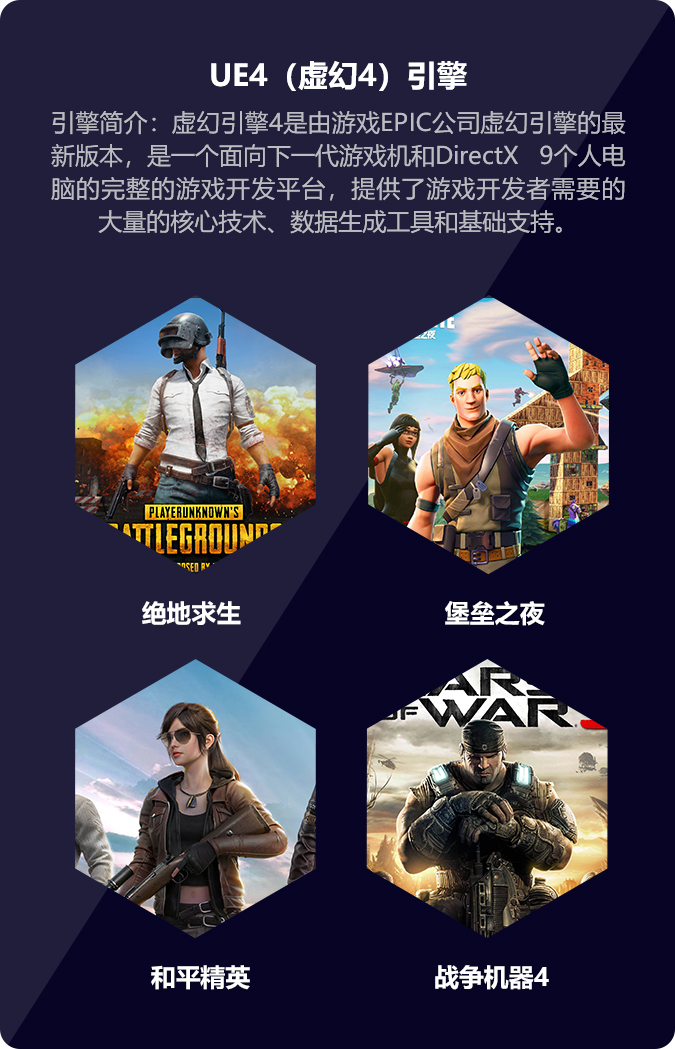 UE4（虚幻4）引擎
引擎简介：虚幻引擎4是由游戏EPIC公司虚幻引擎的最
新版本，是一个面向下一代游戏机和DirectX 9个人电
脑的完整的游戏开发平台，提供了游戏开发者需要的
大量的核心技术、数据生成工具和基础支持。
PLAYERUNKNOWN'S
BATTLEGROUNDS
绝地求生
堡垒之夜
OF WAR
和平精英
战争机器4